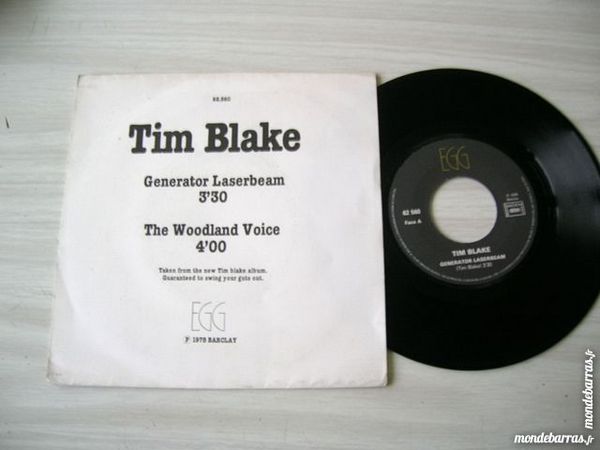 62.560
Tim Blake
Generator Laserbeam
3'30
The Woodland Voice
4'00
Taken from the new Tim blake album.
Guaranteed to swing your guts out.
EGG
P 1978 BARCLAY
EGG
62 560
Face A
TIM BLAKE
GENERATOR LASERBEAM
(Tim Blake) 3'30
mondebarras.fr
mondebarras.fr